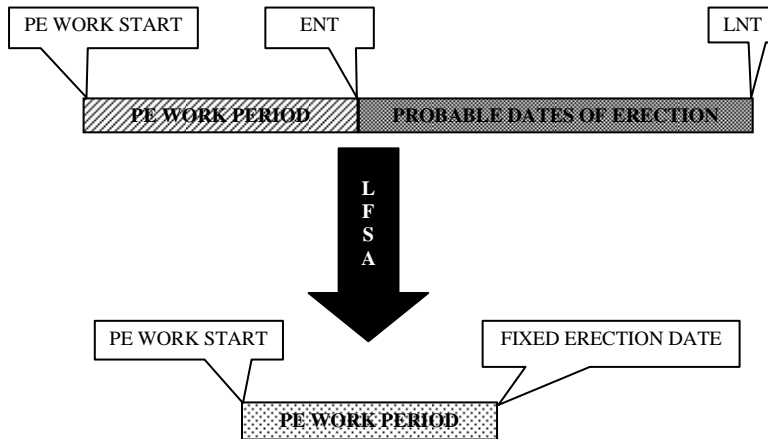 PE WORK START
ENT
LNT
PE WORK PERIOD
PROBABLE DATES OF ERECTION
L
F
S
A
PE WORK START
FIXED ERECTION DATE
PE WORK PERIOD